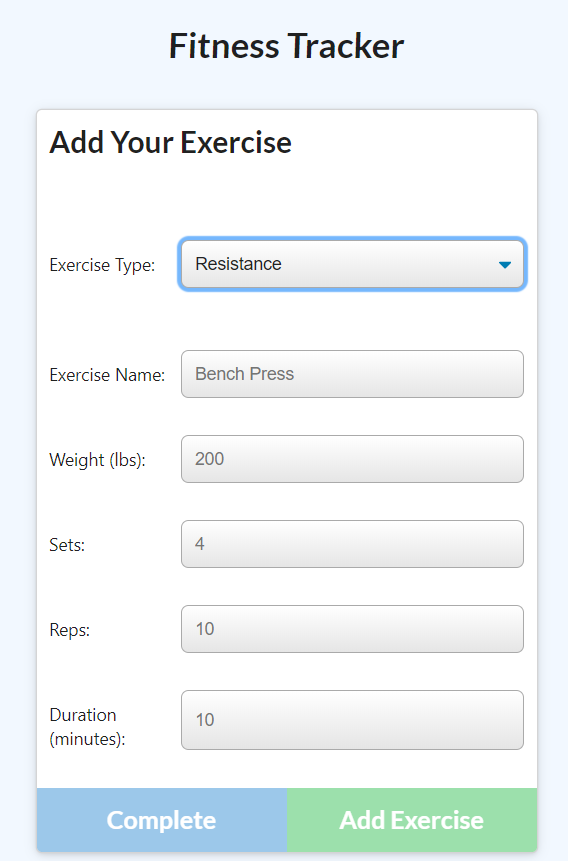 Fitness Tracker
Add Your Exercise
Exercise Type: Resistance
Exercise Name: Bench Press
Weight (lbs): 200
Sets: 4
Reps: 10
Duration
(minutes): 10
Complete Add Exercise